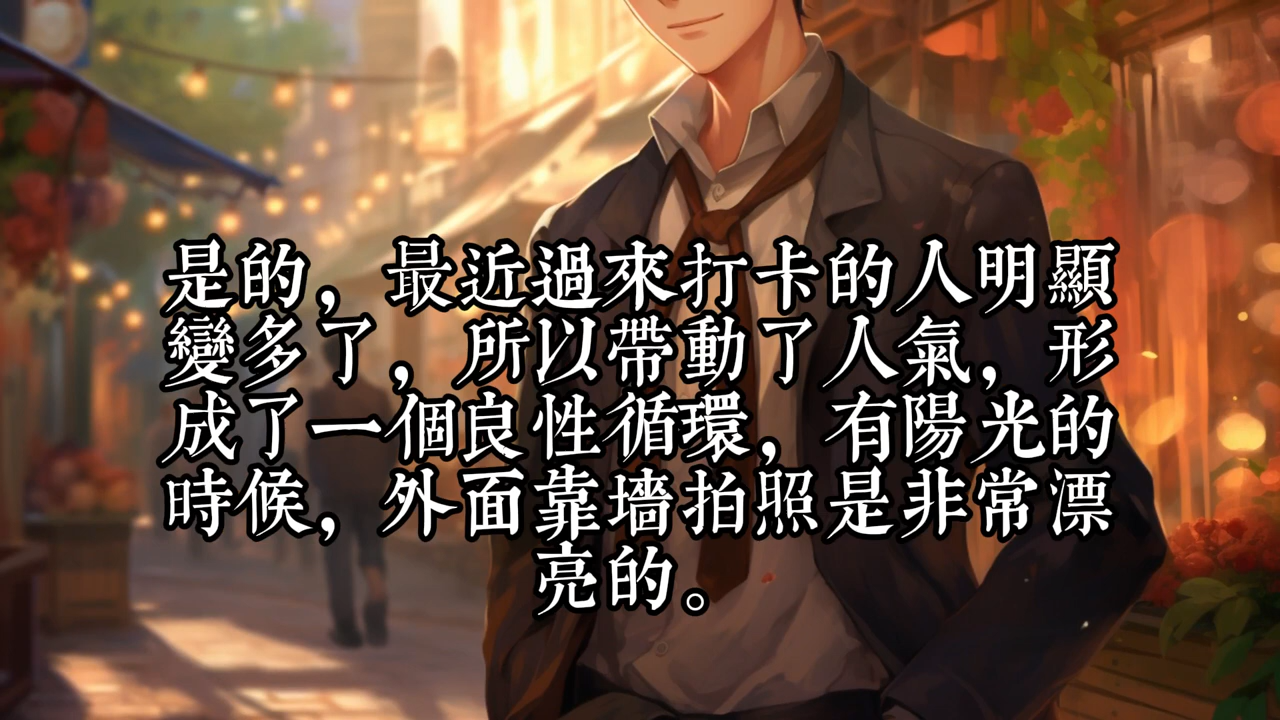 是的，最近過來打卡的人明顯
變多了，所以帶動了人氣，形
成了一個良性循環，有陽光的
時候，外面靠墻拍照是非常漂
亮的。